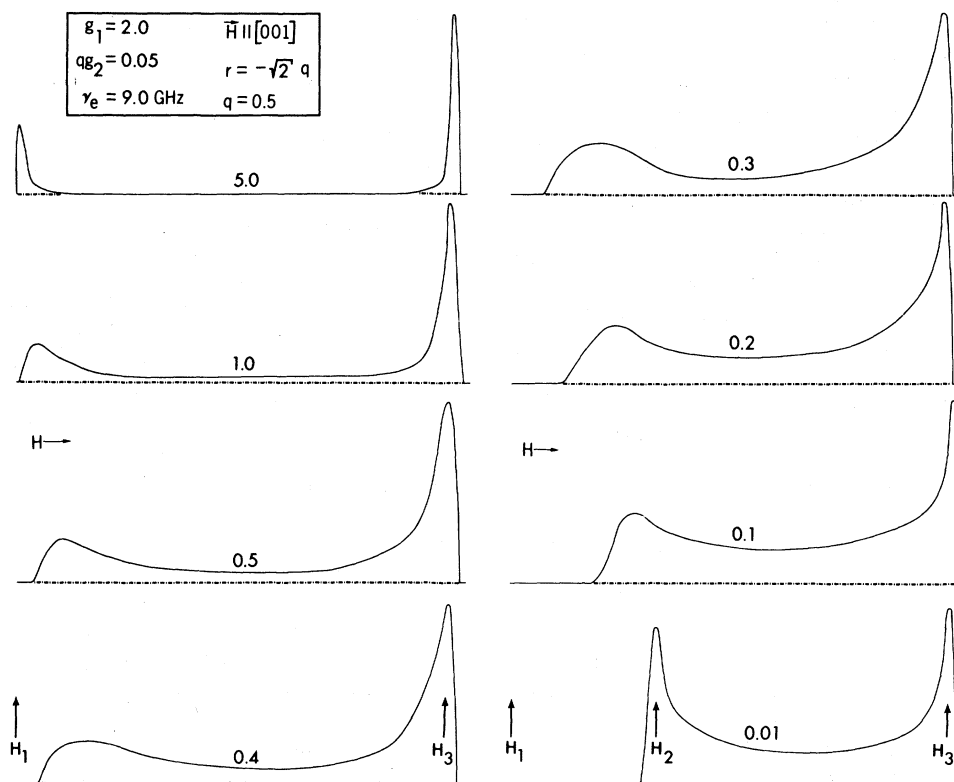 g₁ = 2.0 H⃗ || [001]
qg₂ = 0.05 r = -√2 q
νₑ = 9.0 GHz q = 0.5
5.0
0.3
1.0
0.2
H→
0.5
H→
0.1
H₁
0.4
H₃
H₁
H₂
0.01
H₃